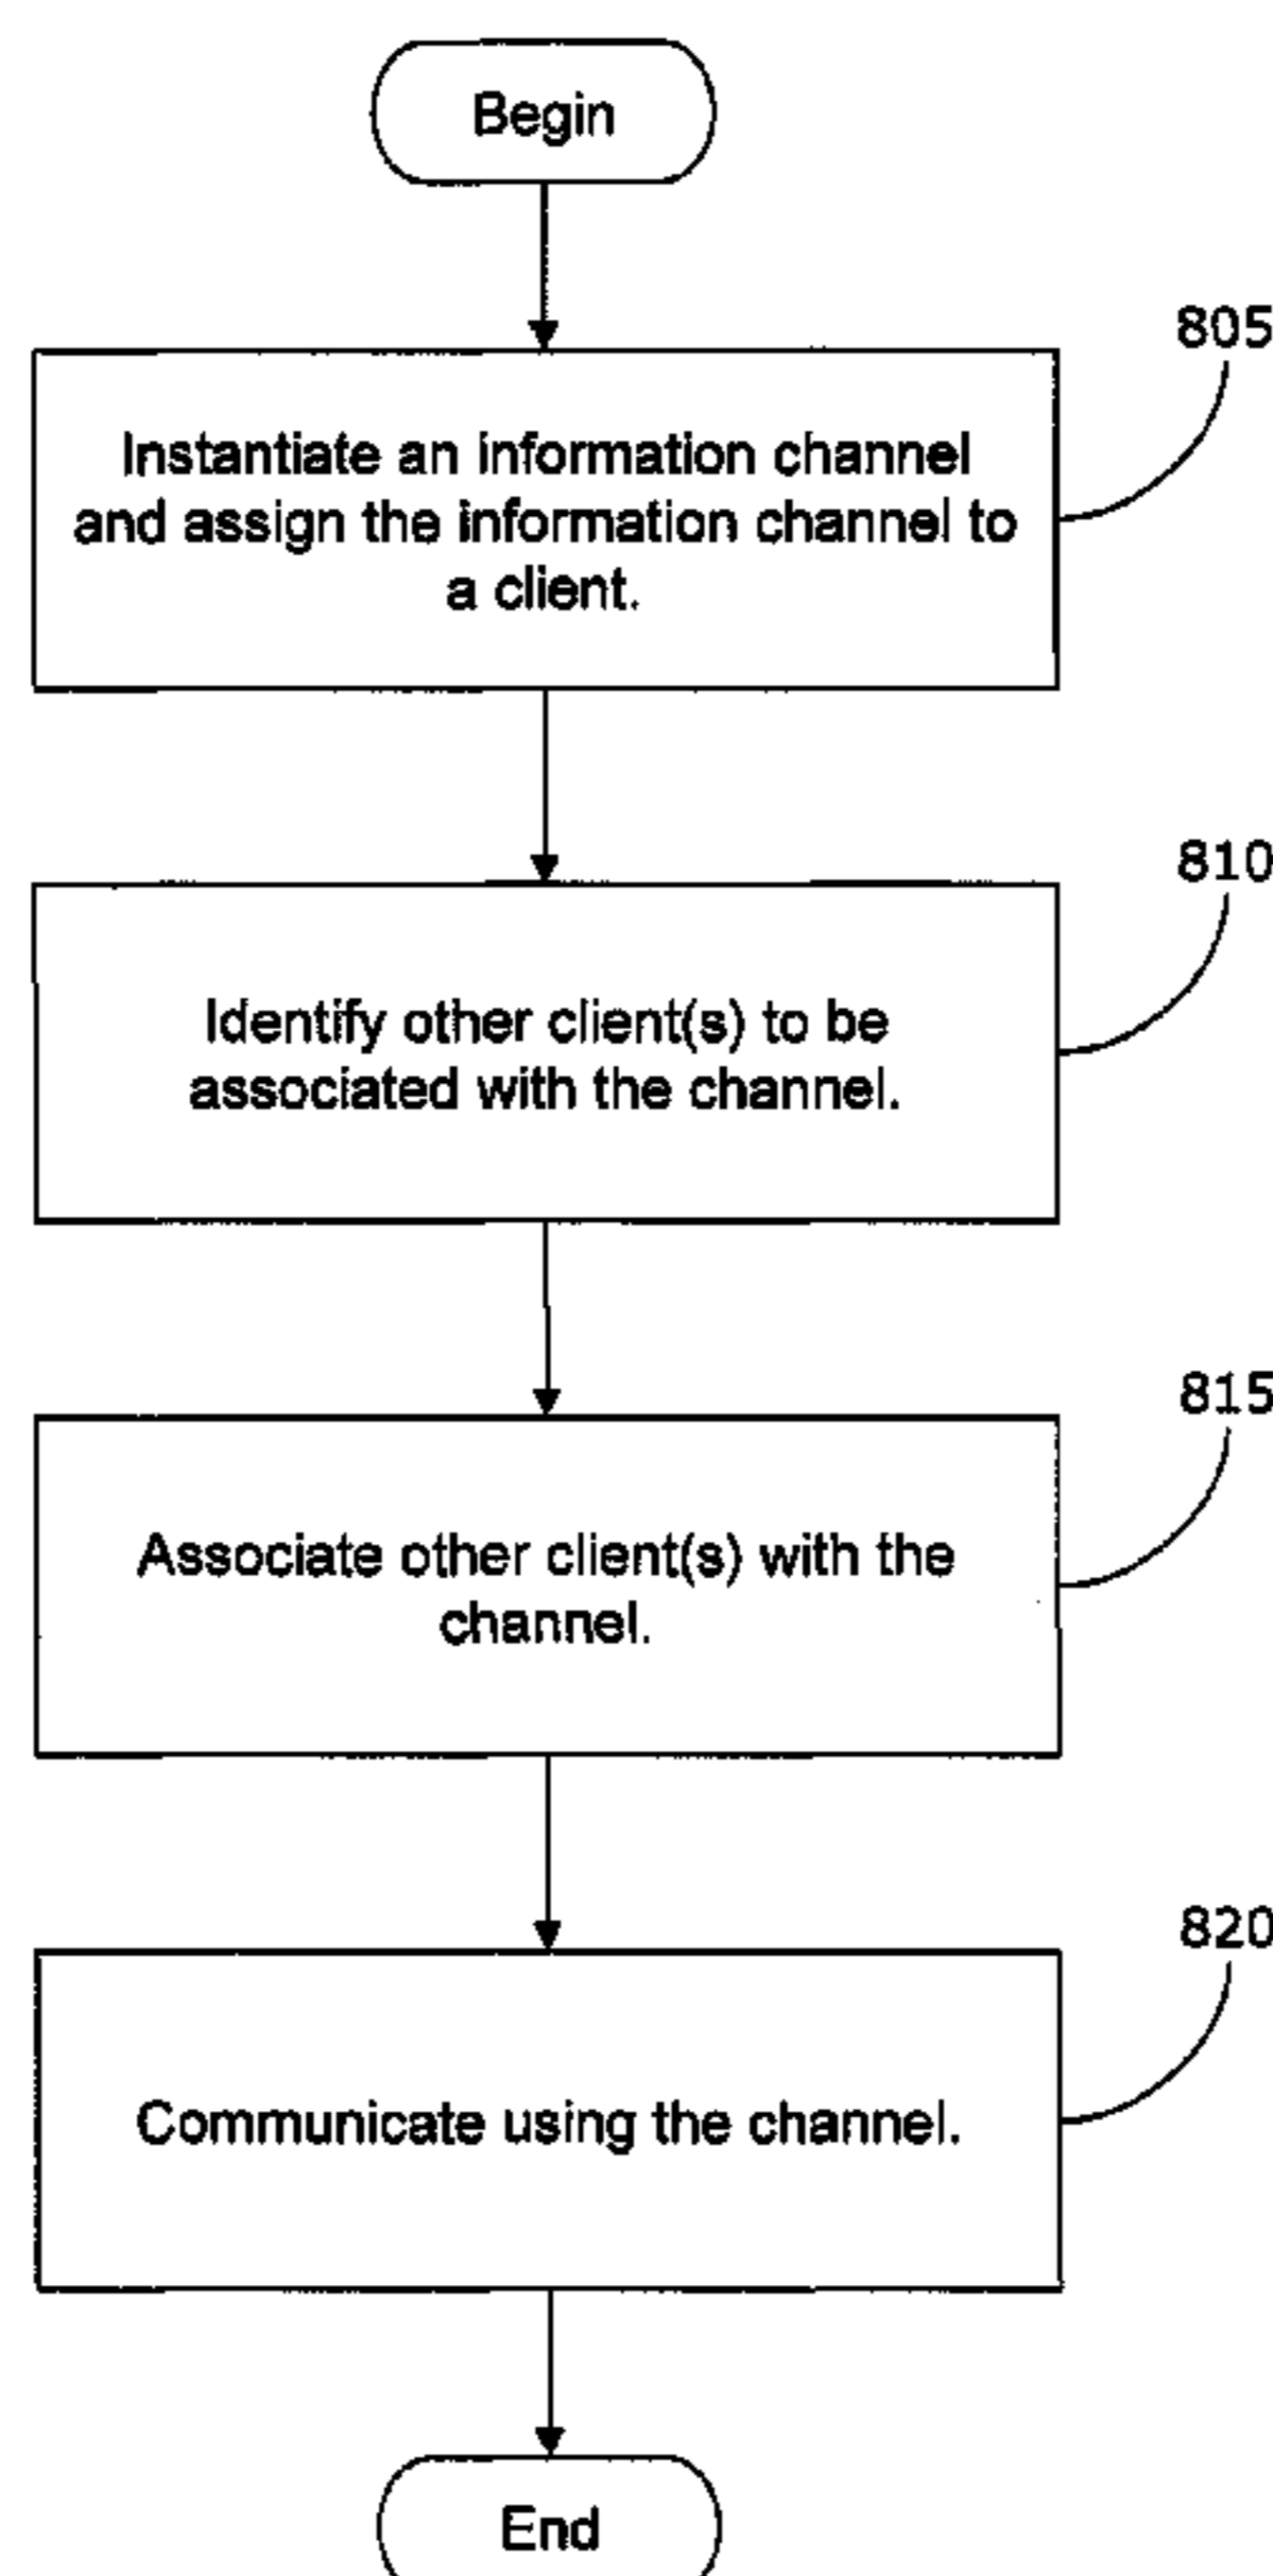 Begin
805
Instantiate an information channel
and assign the information channel to
a client.
810
Identify other client(s) to be
associated with the channel.
815
Associate other client(s) with the
channel.
820
Communicate using the channel.
End